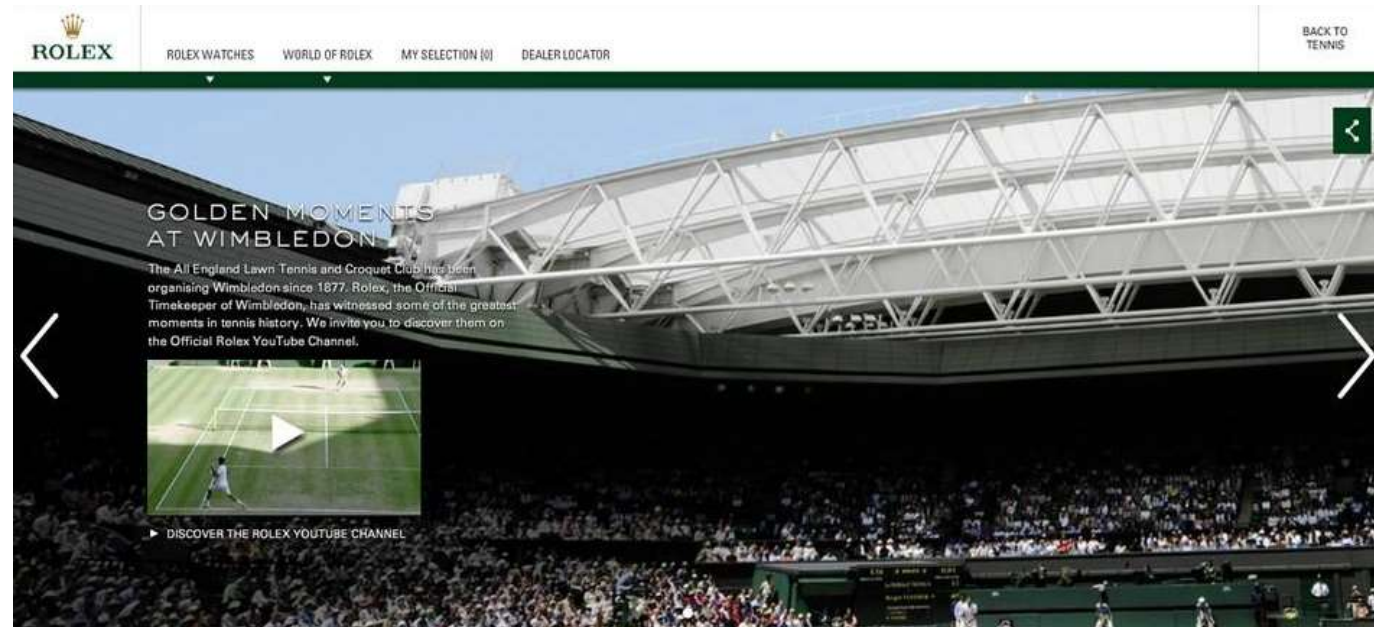 ROLEX
ROLEX WATCHES
WORLD OF ROLEX
MY SELECTION (0)
DEALER LOCATOR
BACK TO
TENNIS
GOLDEN MOMENTS
AT WIMBLEDON
The All England Lawn Tennis and Croquet Club has been
organising Wimbledon since 1877. Rolex, the Official
Timekeeper of Wimbledon, has witnessed some of the greatest
moments in tennis history. We invite you to discover them on
the Official Rolex YouTube Channel.
DISCOVER THE ROLEX YOUTUBE CHANNEL